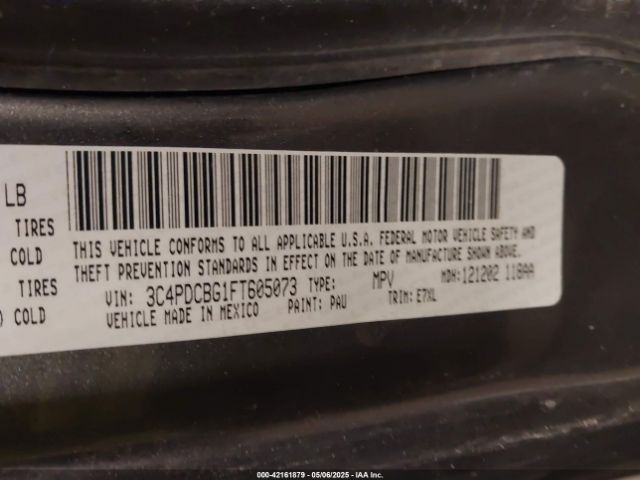 LB
TIRES
COLD
TIRES
) COLD
THIS VEHICLE CONFORMS TO ALL APPLICABLE U.S.A. FEDERAL MOTOR VEHICLE SAFETY AND
THEFT PREVENTION STANDARDS IN EFFECT ON THE DATE OF MANUFACTURE SHOWN ABOVE.
VIN: 3C4PDCBG1FT605073 TYPE: MPV MDH:121202 118AA
VEHICLE MADE IN MEXICO PAINT: PAU TRIM: E7XL
000-42161879 - 05/06/2025 - IAA Inc.